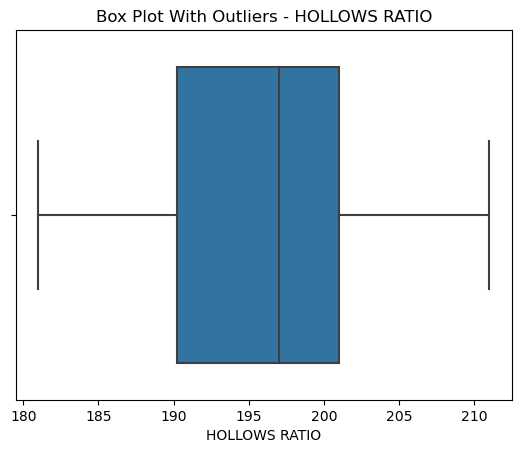 Box Plot With Outliers - HOLLOWS RATIO
180 185 190 195 200 205 210
HOLLOWS RATIO